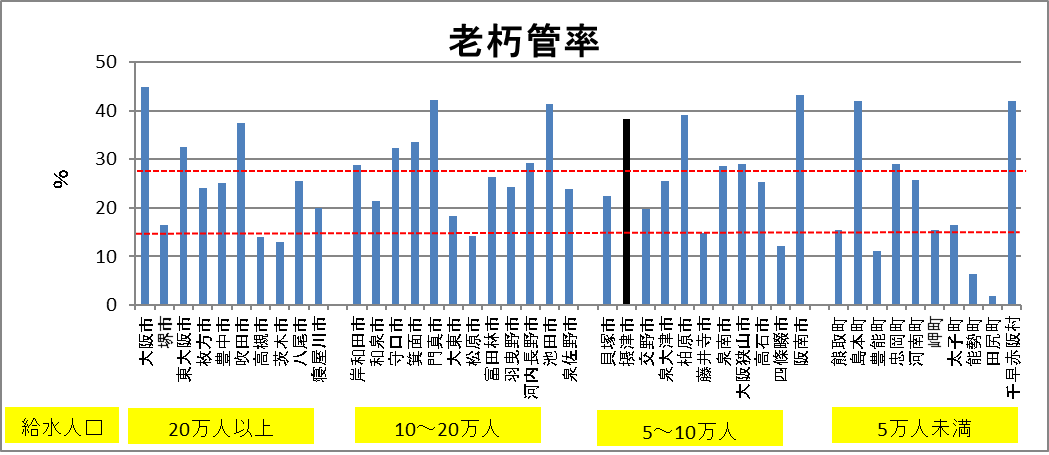 老朽管率
50
40
30
20
10
0
%
大阪市
堺市
東大阪市
枚方市
豊中市
吹田市
高槻市
茨木市
八尾市
寝屋川市
岸和田市
和泉市
守口市
箕面市
門真市
大東市
松原市
富田林市
羽曳野市
河内長野市
池田市
泉佐野市
貝塚市
摂津市
交野市
泉大津市
柏原市
藤井寺市
泉南市
大阪狭山市
高石市
四條畷市
阪南市
熊取町
島本町
豊能町
忠岡町
河南町
岬町
太子町
能勢町
田尻町
千早赤阪村
給水人口
20万人以上
10～20万人
5～10万人
5万人未満